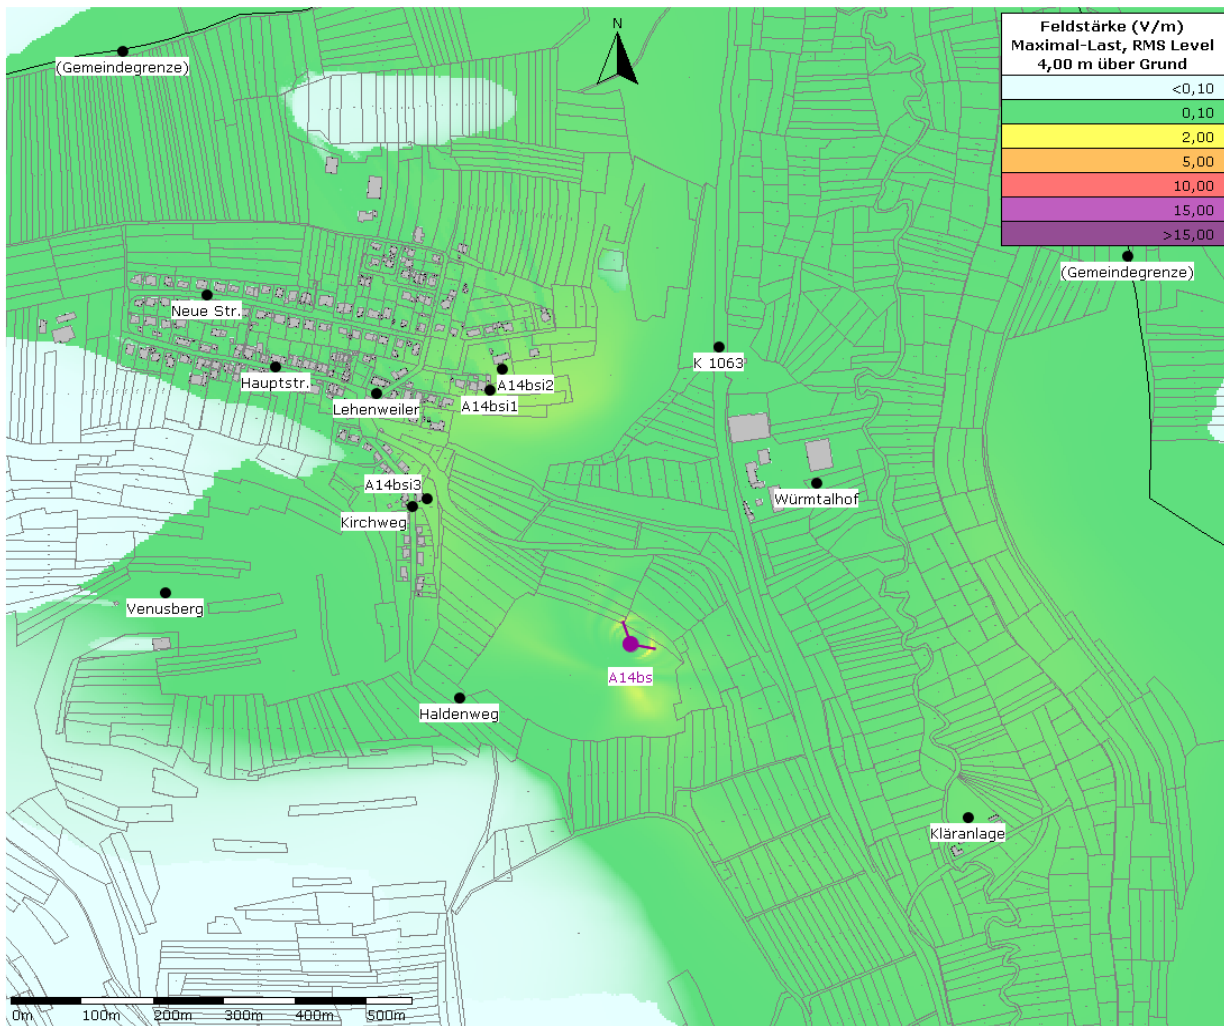 N
Feldstärke (V/m)
Maximal-Last, RMS Level
4,00 m über Grund
<0,10
0,10
2,00
5,00
10,00
15,00
>15,00
(Gemeindegrenze)
(Gemeindegrenze)
Neue Str.
K 1063
Hauptstr.
A14bsi2
Lehenweiler
A14bsi1
A14bsi3
Würmtalhof
Kirchweg
Venusberg
A14bs
Haldenweg
Kläranlage
0m 100m 200m 300m 400m 500m